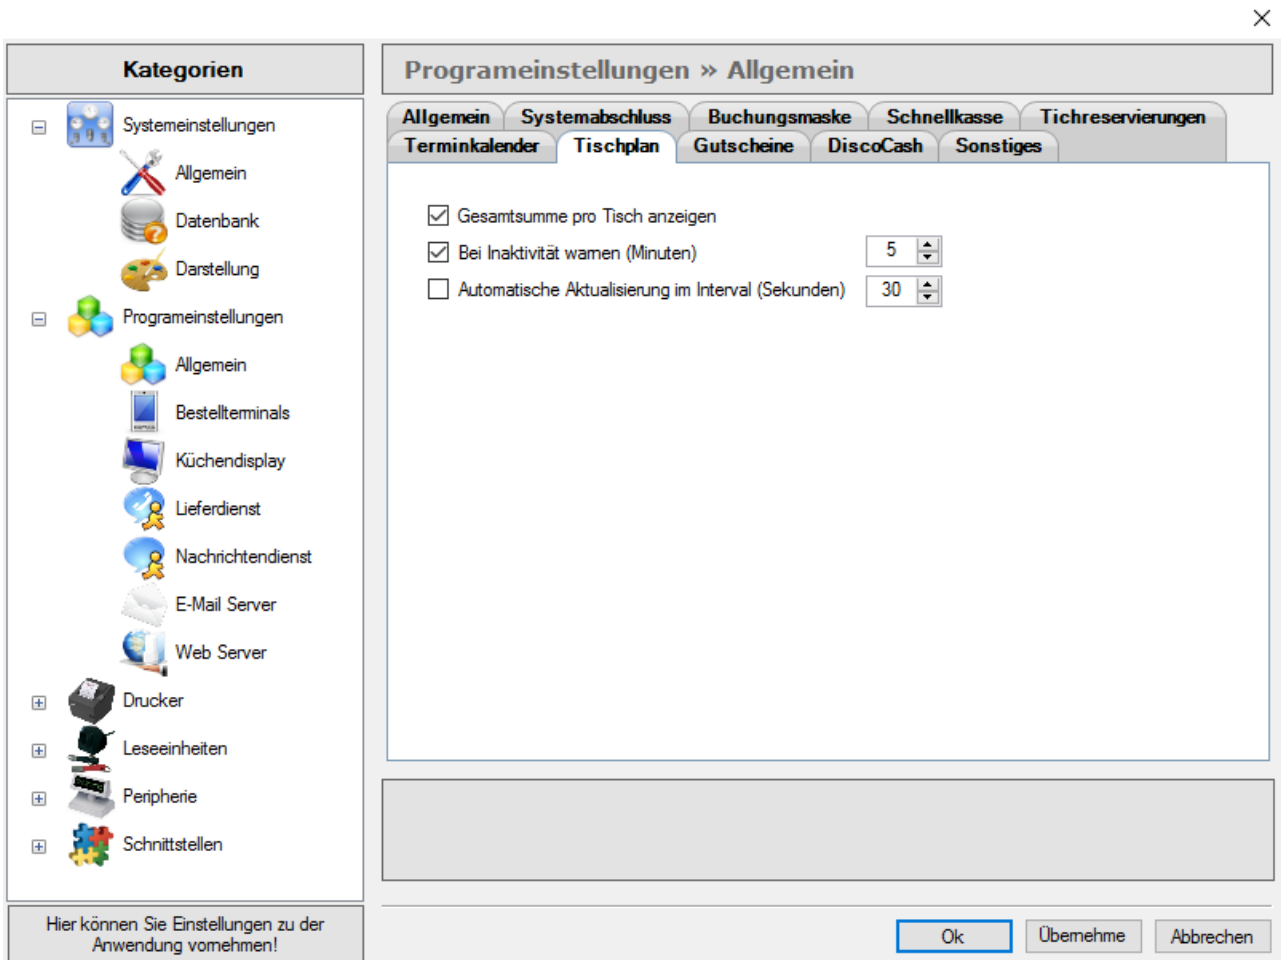 Kategorien
Systemeinstellungen
Allgemein
Datenbank
Darstellung
Programeinstellungen
Allgemein
Bestellterminals
Küchendisplay
Lieferdienst
Nachrichtendienst
E-Mail Server
Web Server
Drucker
Leseeinheiten
Peripherie
Schnittstellen
Hier können Sie Einstellungen zu der
Anwendung vornehmen!
Programeinstellungen » Allgemein
Allgemein Systemabschluss Buchungsmaske Schnellkasse Tichreservierungen
Terminkalender Tischplan Gutscheine DiscoCash Sonstiges
Gesamtsumme pro Tisch anzeigen
Bei Inaktivität warnen (Minuten) 5
Automatische Aktualisierung im Interval (Sekunden) 30
Ok Übernehme Abbrechen